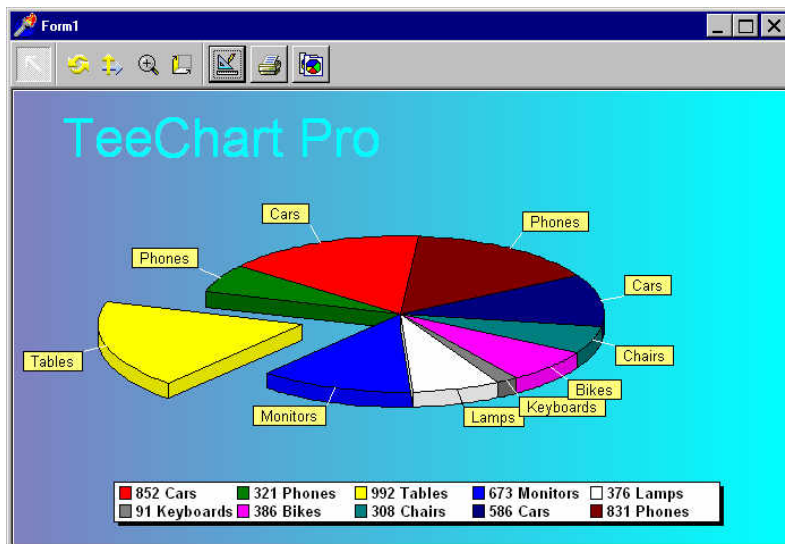 Form1
TeeChart Pro
Cars
Phones
Phones
Cars
Tables
Chairs
Bikes
Keyboards
Monitors
Lamps
852 Cars 321 Phones 992 Tables 673 Monitors 376 Lamps
91 Keyboards 386 Bikes 308 Chairs 586 Cars 831 Phones